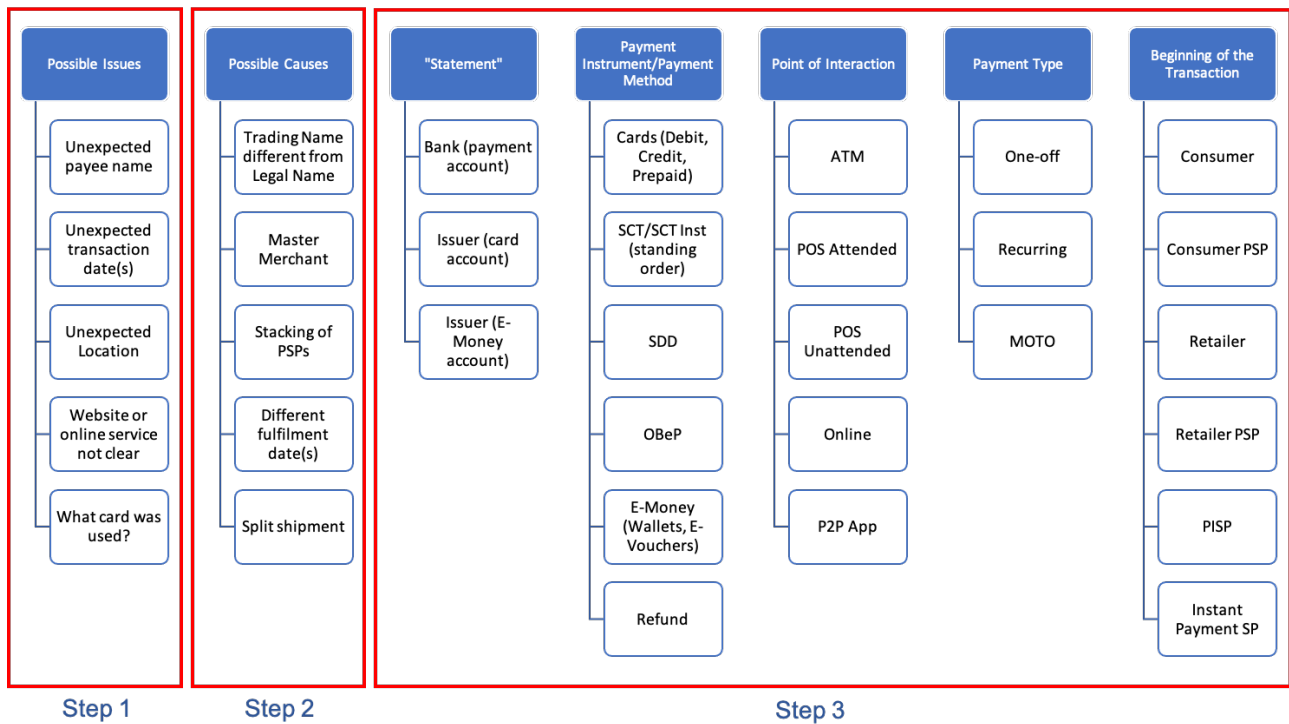 Possible Issues
Unexpected
payee name
Unexpected
transaction
date(s)
Unexpected
Location
Website or
online service
not clear
What card was
used?
Possible Causes
Trading Name
different from
Legal Name
Master
Merchant
Stacking of
PSPs
Different
fulfilment
date(s)
Split shipment
"Statement"
Bank (payment
account)
Issuer (card
account)
Issuer (E-
Money
account)
Payment
Instrument/Payment
Method
Cards (Debit,
Credit,
Prepaid)
SCT/SCT Inst
(standing
order)
SDD
OBeP
E-Money
(Wallets, E-
Vouchers)
Refund
Point of Interaction
ATM
POS Attended
POS
Unattended
Online
P2P App
Payment Type
One-off
Recurring
MOTO
Beginning of the
Transaction
Consumer
Consumer PSP
Retailer
Retailer PSP
PISP
Instant
Payment SP
Step 1
Step 2
Step 3